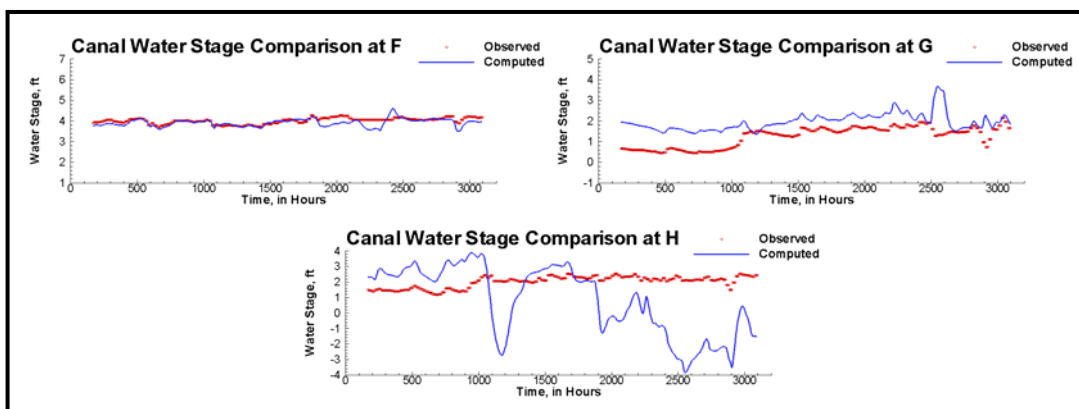 Canal Water Stage Comparison at F
Observed
Computed
Water Stage, ft
7
6
5
4
3
2
1
0
500
1000
1500
2000
2500
3000
Time, in Hours
Canal Water Stage Comparison at G
Observed
Computed
Water Stage, ft
5
4
3
2
1
0
-1
0
500
1000
1500
2000
2500
3000
Time, in Hours
Canal Water Stage Comparison at H
Observed
Computed
Water Stage, ft
4
3
2
1
0
-1
-2
-3
-4
0
500
1000
1500
2000
2500
3000
Time, in Hours